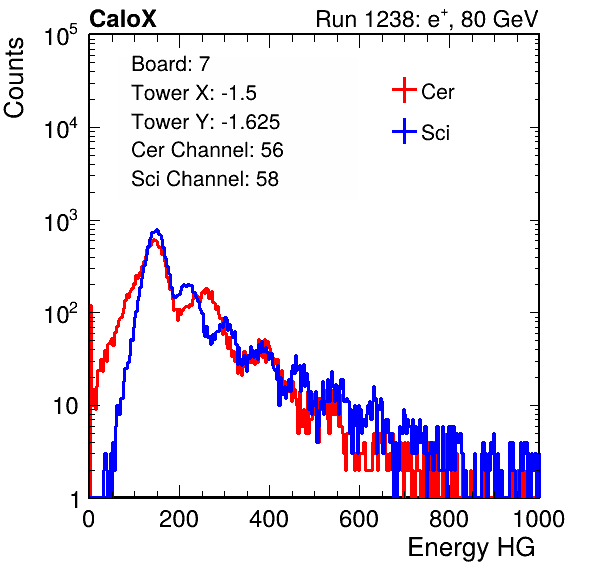 CaloX Run 1238: e⁺, 80 GeV
Counts
Board: 7
Tower X: -1.5
Tower Y: -1.625
Cer Channel: 56
Sci Channel: 58
Cer
Sci
10⁵
10⁴
10³
10²
10
1
0 200 400 600 800 1000
Energy HG